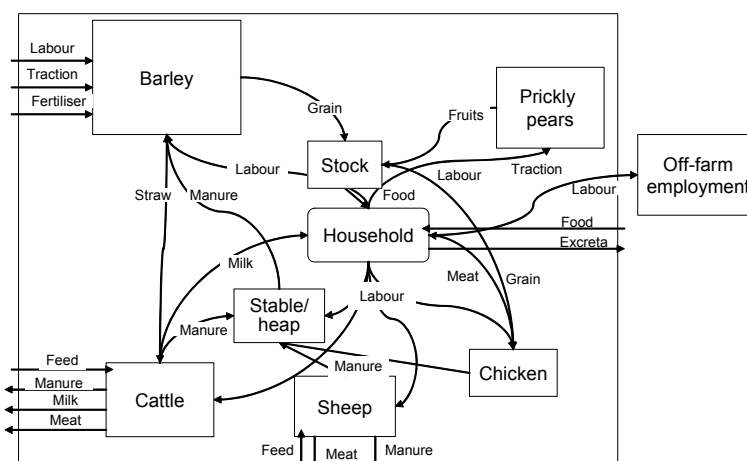 Labour
Traction
Fertiliser
Barley
Grain
Prickly
pears
Fruits
Stock
Labour
Labour
Traction
Off-farm
employment
Labour
Straw
Manure
Food
Household
Food
Excreta
Milk
Meat
Grain
Stable/
heap
Labour
Manure
Feed
Manure
Milk
Meat
Cattle
Manure
Sheep
Chicken
Feed
Meat
Manure